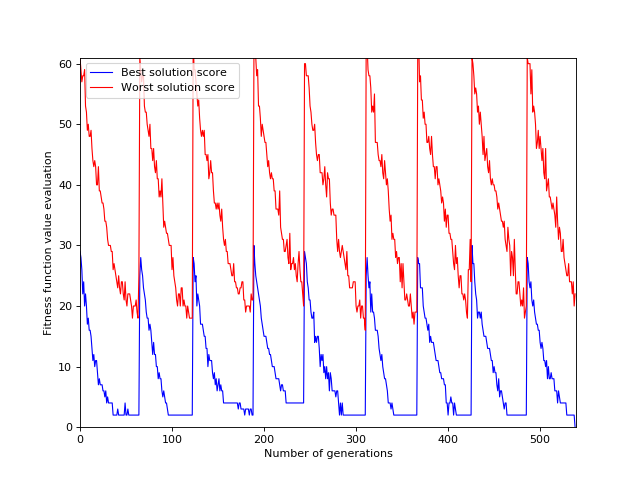 Best solution score
Worst solution score
Fitness function value evaluation
60
50
40
30
20
10
0
0 100 200 300 400 500
Number of generations